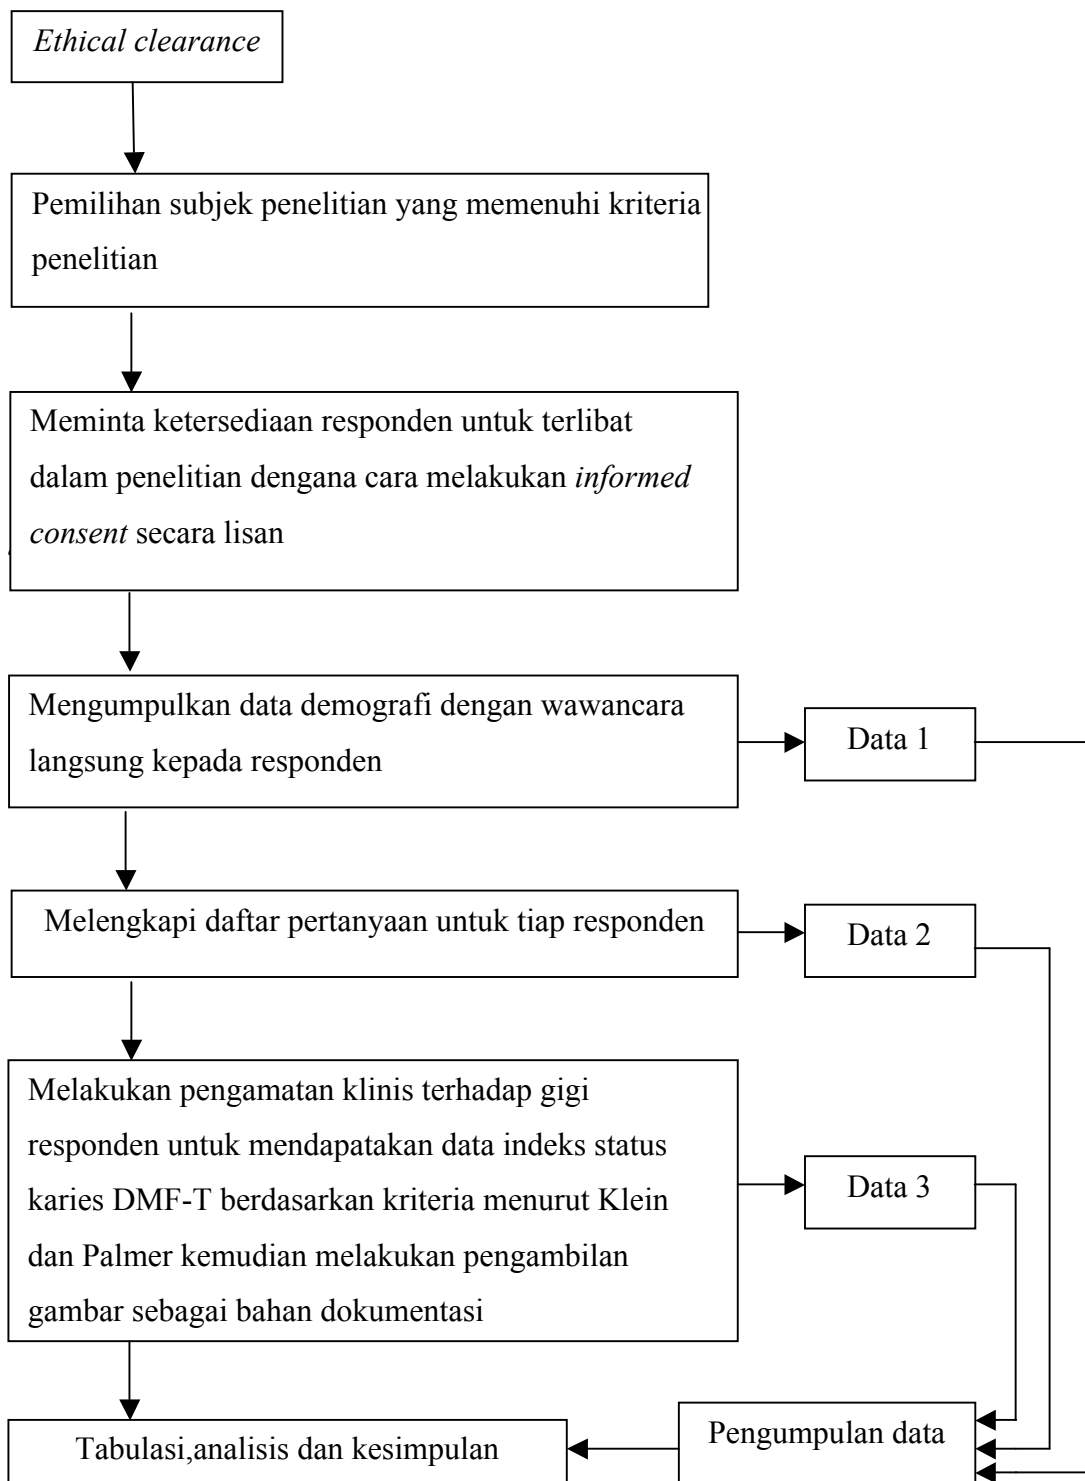 Ethical clearance
Pemilihan subjek penelitian yang memenuhi kriteria
penelitian
Meminta ketersediaan responden untuk terlibat
dalam penelitian dengana cara melakukan informed
consent secara lisan
Mengumpulkan data demografi dengan wawancara
langsung kepada responden
Data 1
Melengkapi daftar pertanyaan untuk tiap responden
Data 2
Melakukan pengamatan klinis terhadap gigi
responden untuk mendapatakan data indeks status
karies DMF-T berdasarkan kriteria menurut Klein
dan Palmer kemudian melakukan pengambilan
gambar sebagai bahan dokumentasi
Data 3
Tabulasi,analisis dan kesimpulan
Pengumpulan data